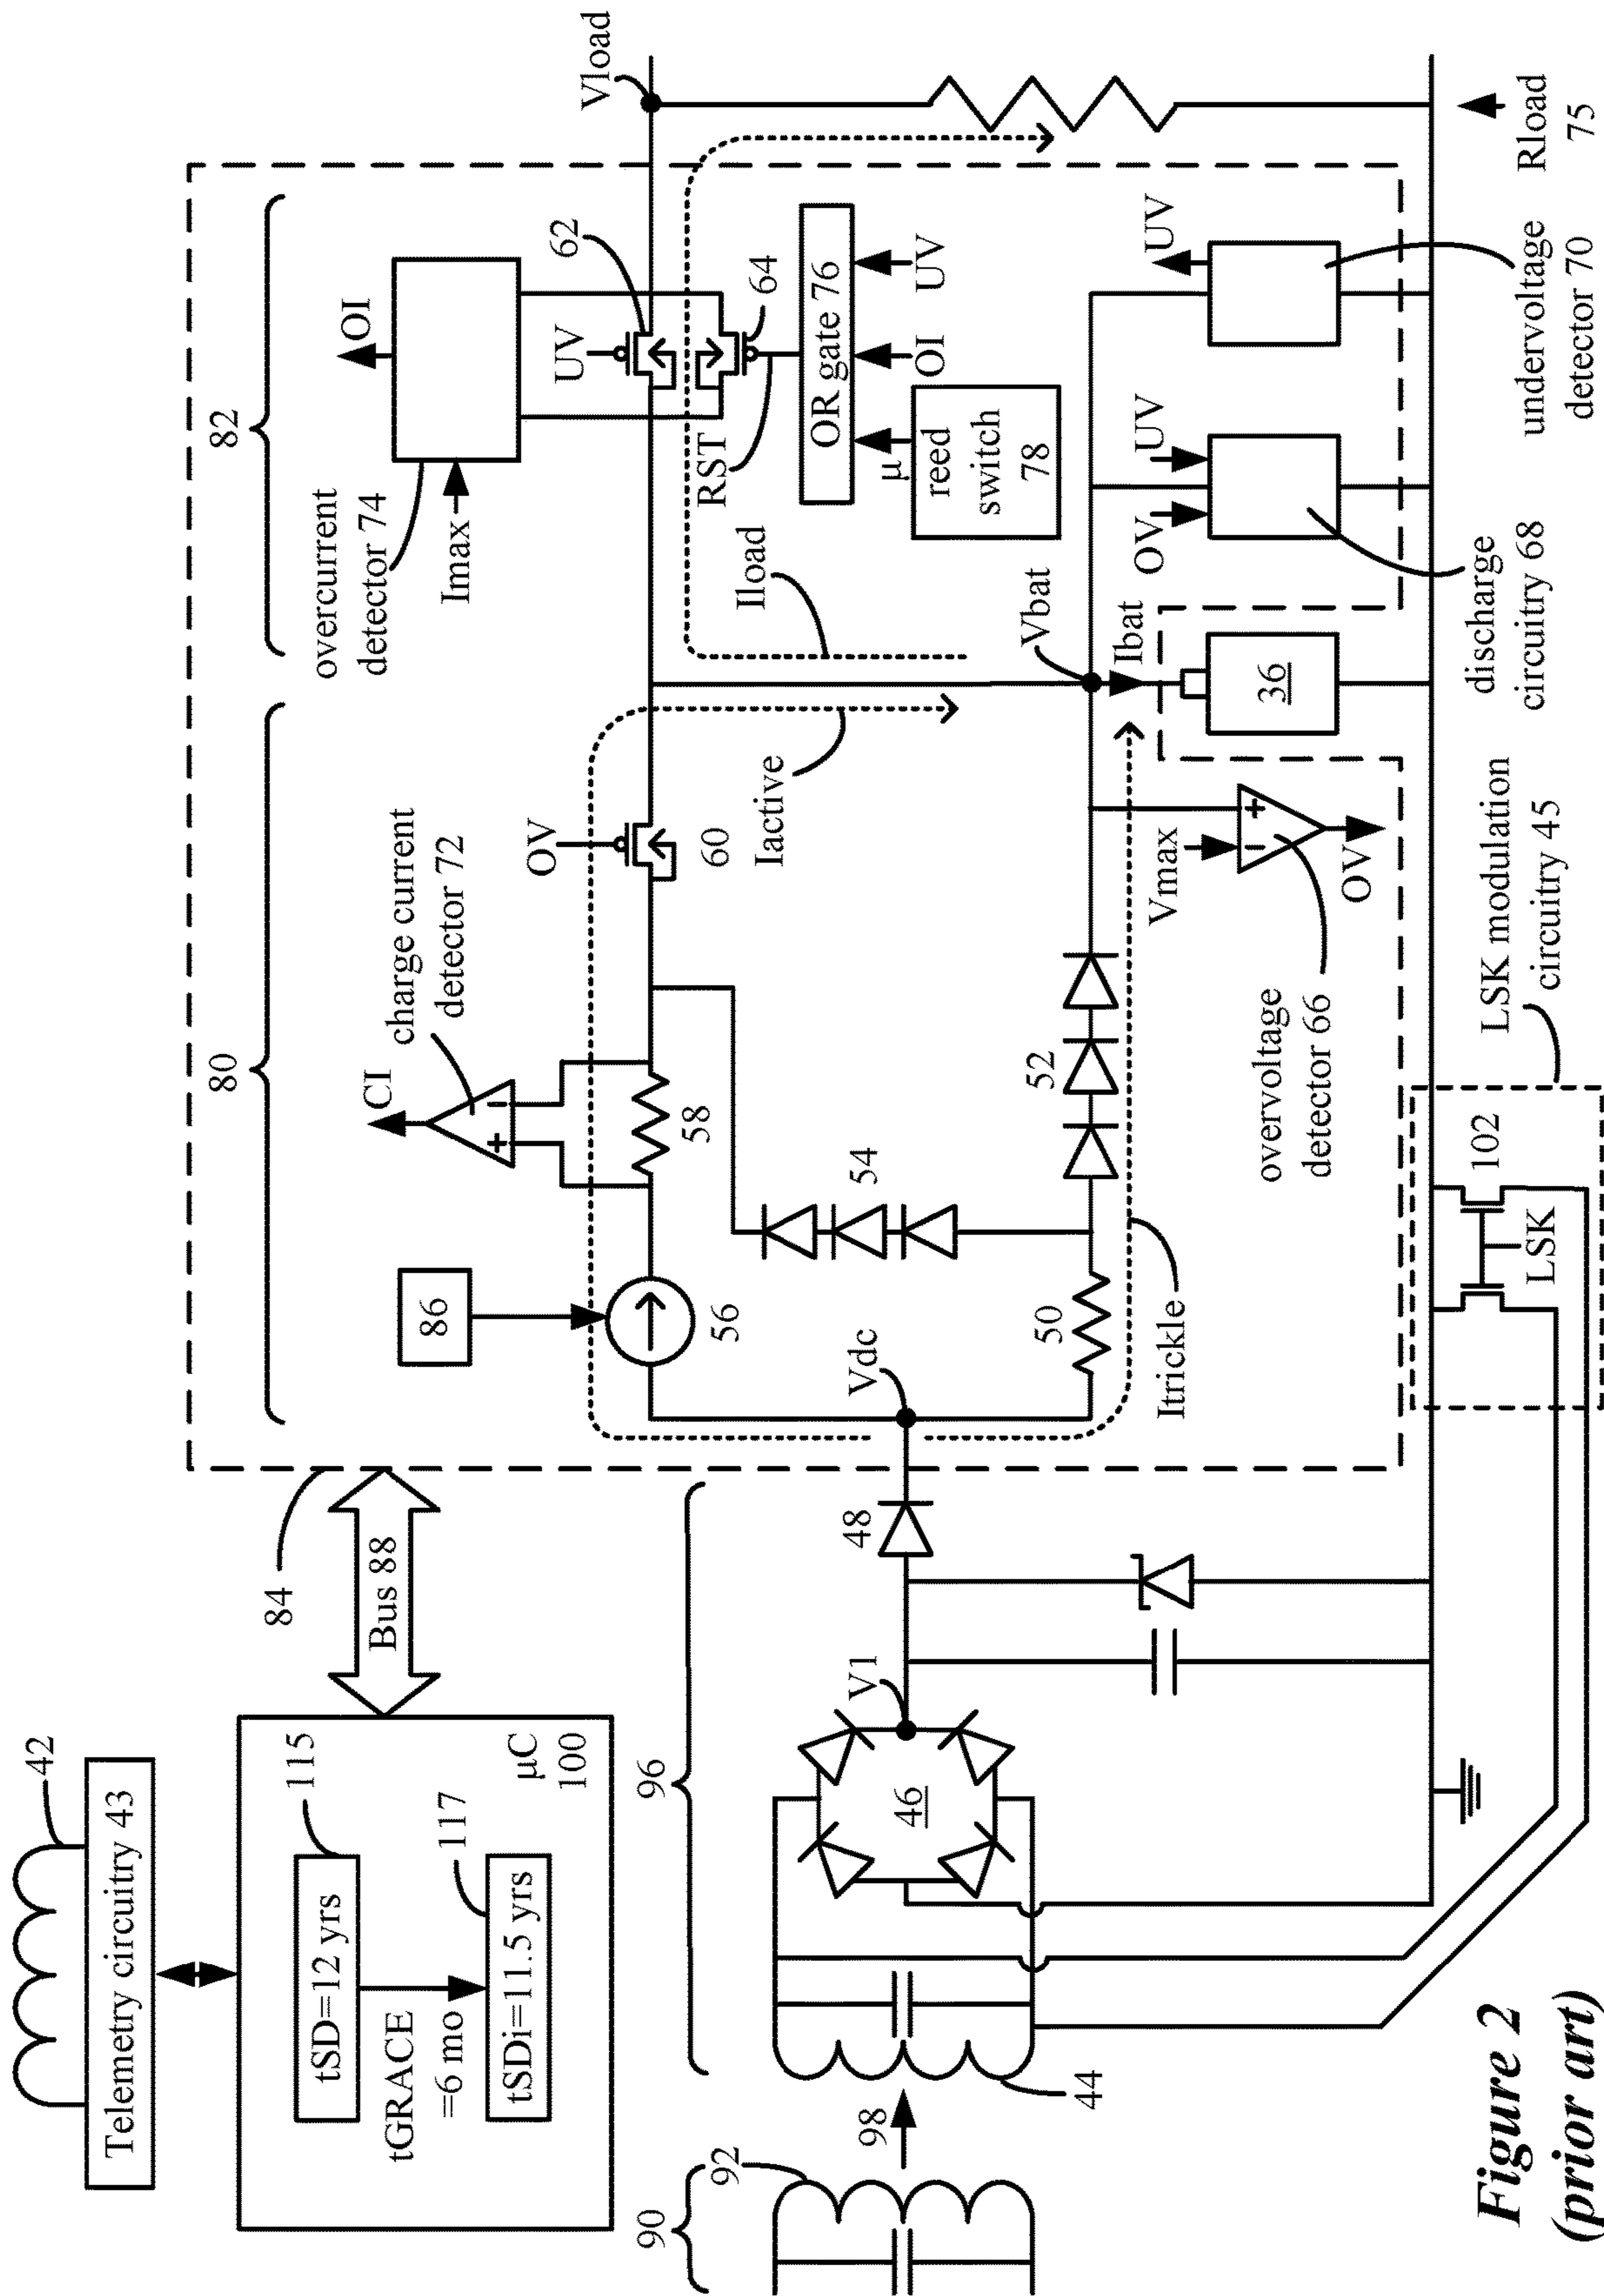 42
Telemetry circuitry 43
tSD=12 yrs
115
tGRACE
=6 mo
tSDi=11.5 yrs
117
µC
100
Bus 88
84
80
82
86
56
CI
charge current
detector 72
58
OV
60
overcurrent
detector 74
Imax
OI
UV
62
64
RST
OR gate 76
µ
OI
UV
reed
switch
78
Vload
Iload
Iactive
54
52
50
Vdc
Itrickle
Vmax
OV
overvoltage
detector 66
Vbat
Ibat
36
OV
UV
discharge
circuitry 68
UV
undervoltage
detector 70
Rload
75
LSK modulation
circuitry 45
102
LSK
96
48
V1
46
44
98
90
92
Figure 2
(prior art)